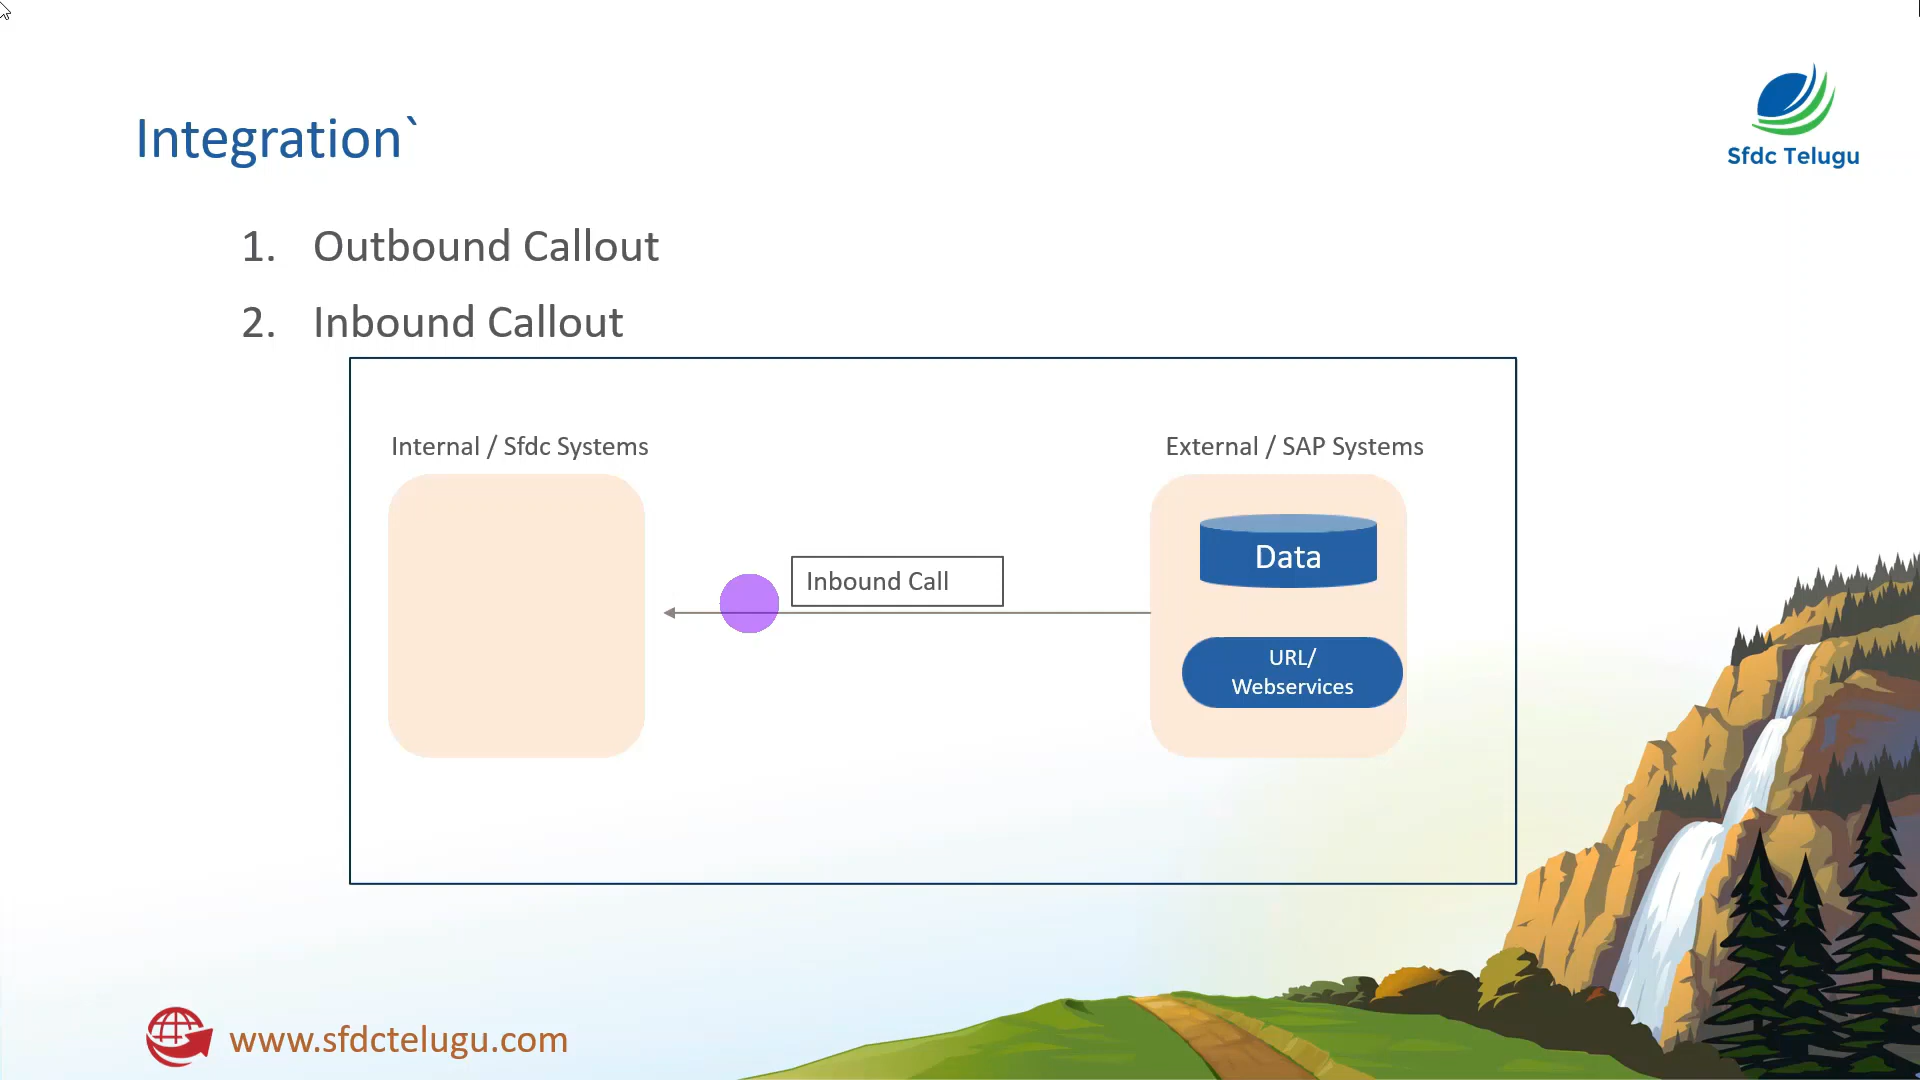 Integration`
Sfdc Telugu
1. Outbound Callout
2. Inbound Callout
Internal / Sfdc Systems
External / SAP Systems
Data
Inbound Call
URL/
Webservices
www.sfdctelugu.com